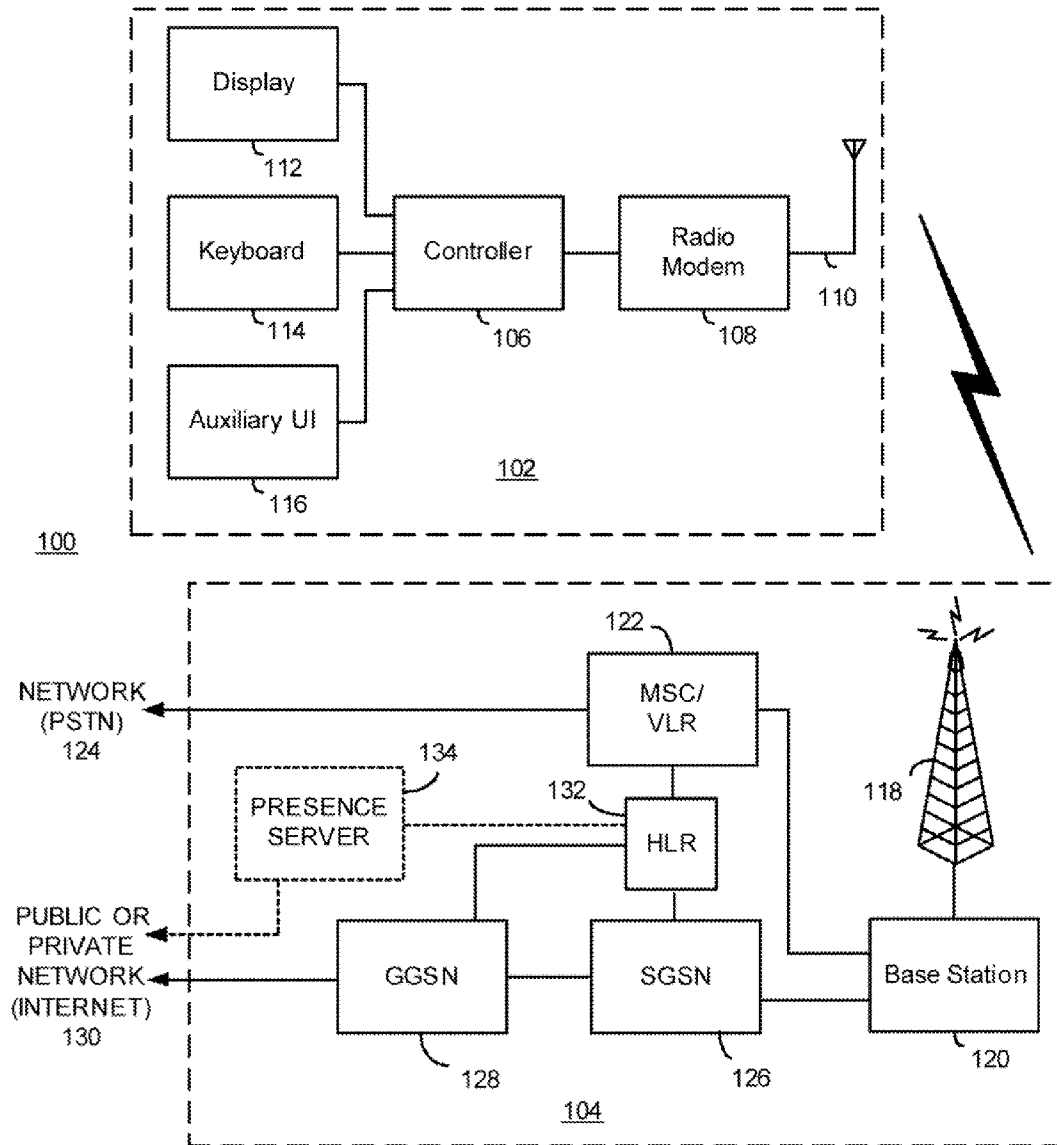 Display
112
Keyboard
114
Auxiliary UI
116
Controller
106
Radio
Modem
108
110
102
100
122
MSC/
VLR
NETWORK
(PSTN)
124
134
PRESENCE
SERVER
132
HLR
118
PUBLIC OR
PRIVATE
NETWORK
(INTERNET)
130
GGSN
128
SGSN
126
Base Station
120
104